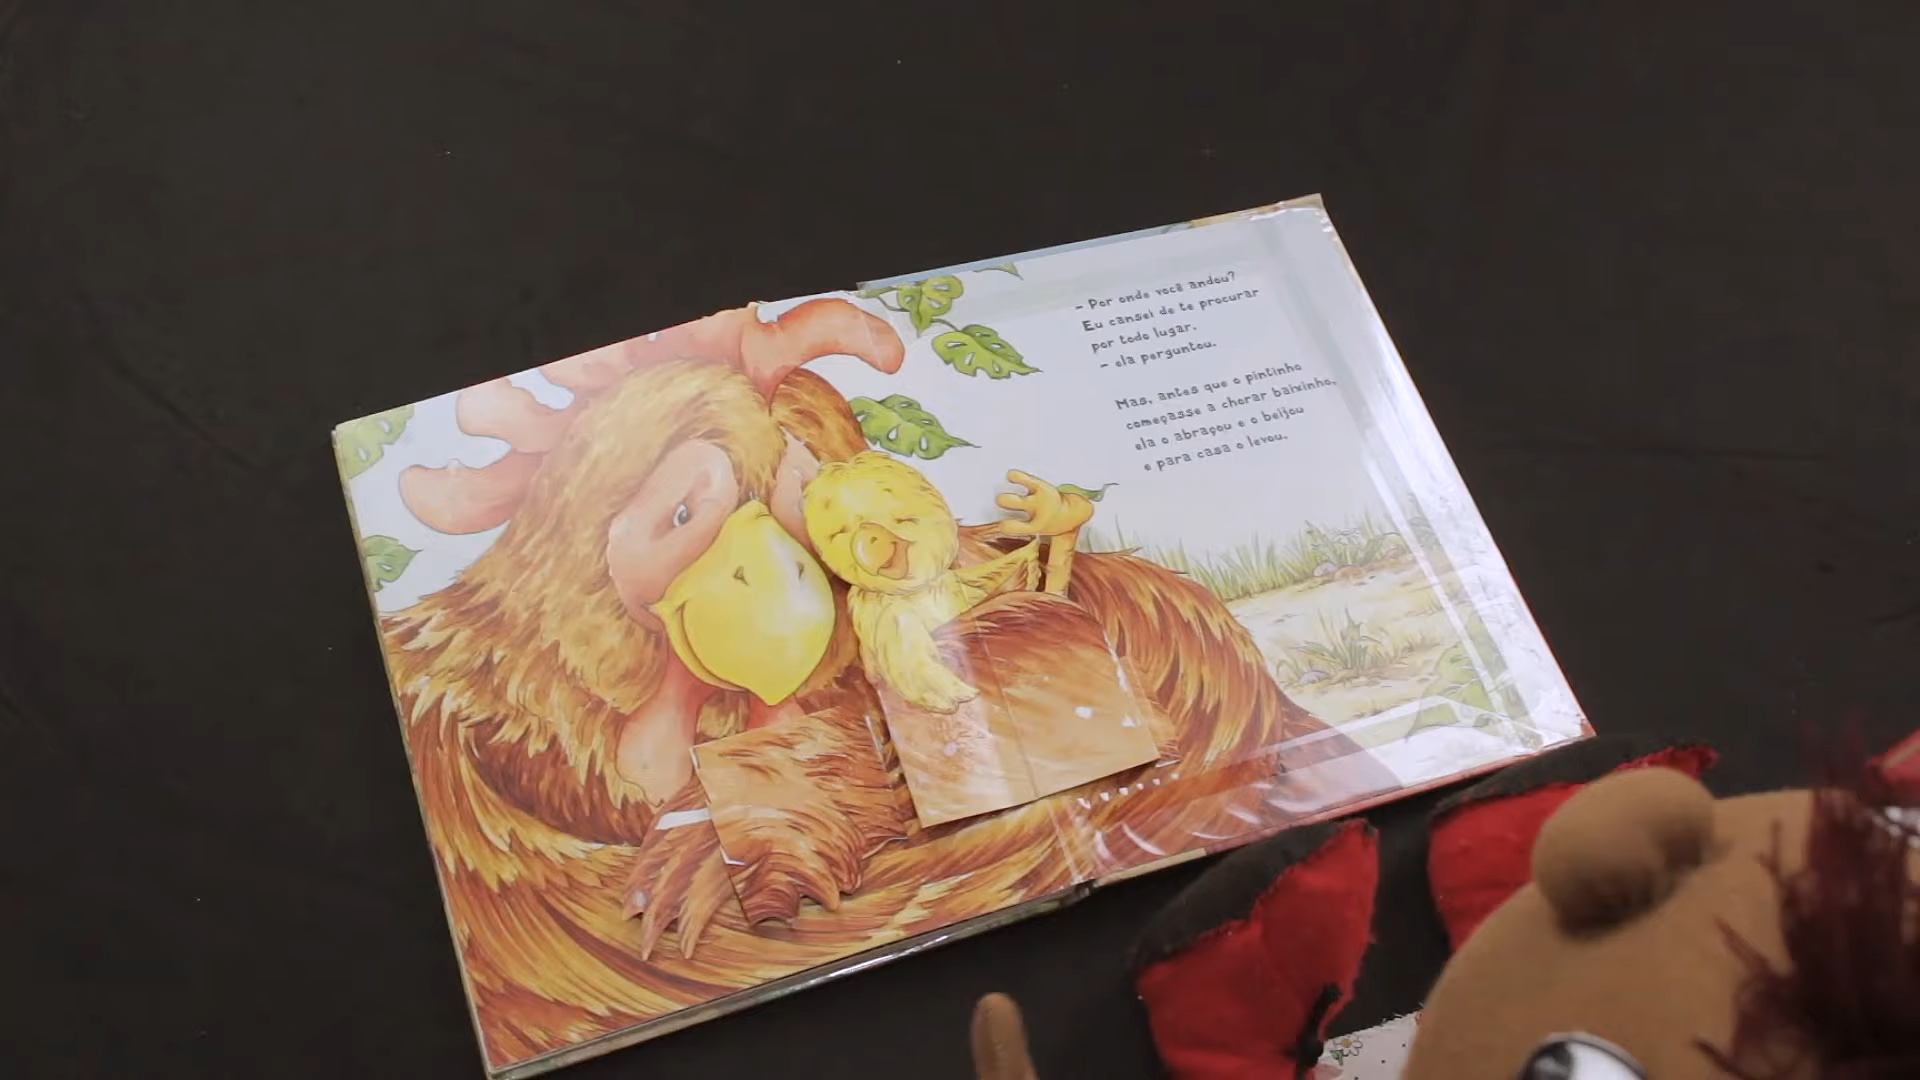 - Por onde você andou?
Eu cansei de te procurar
por todo lugar.
- ela perguntou.
Mas, antes que o pintinho
começasse a chorar baixinho,
ela o abraçou e o beijou
e para casa o levou.